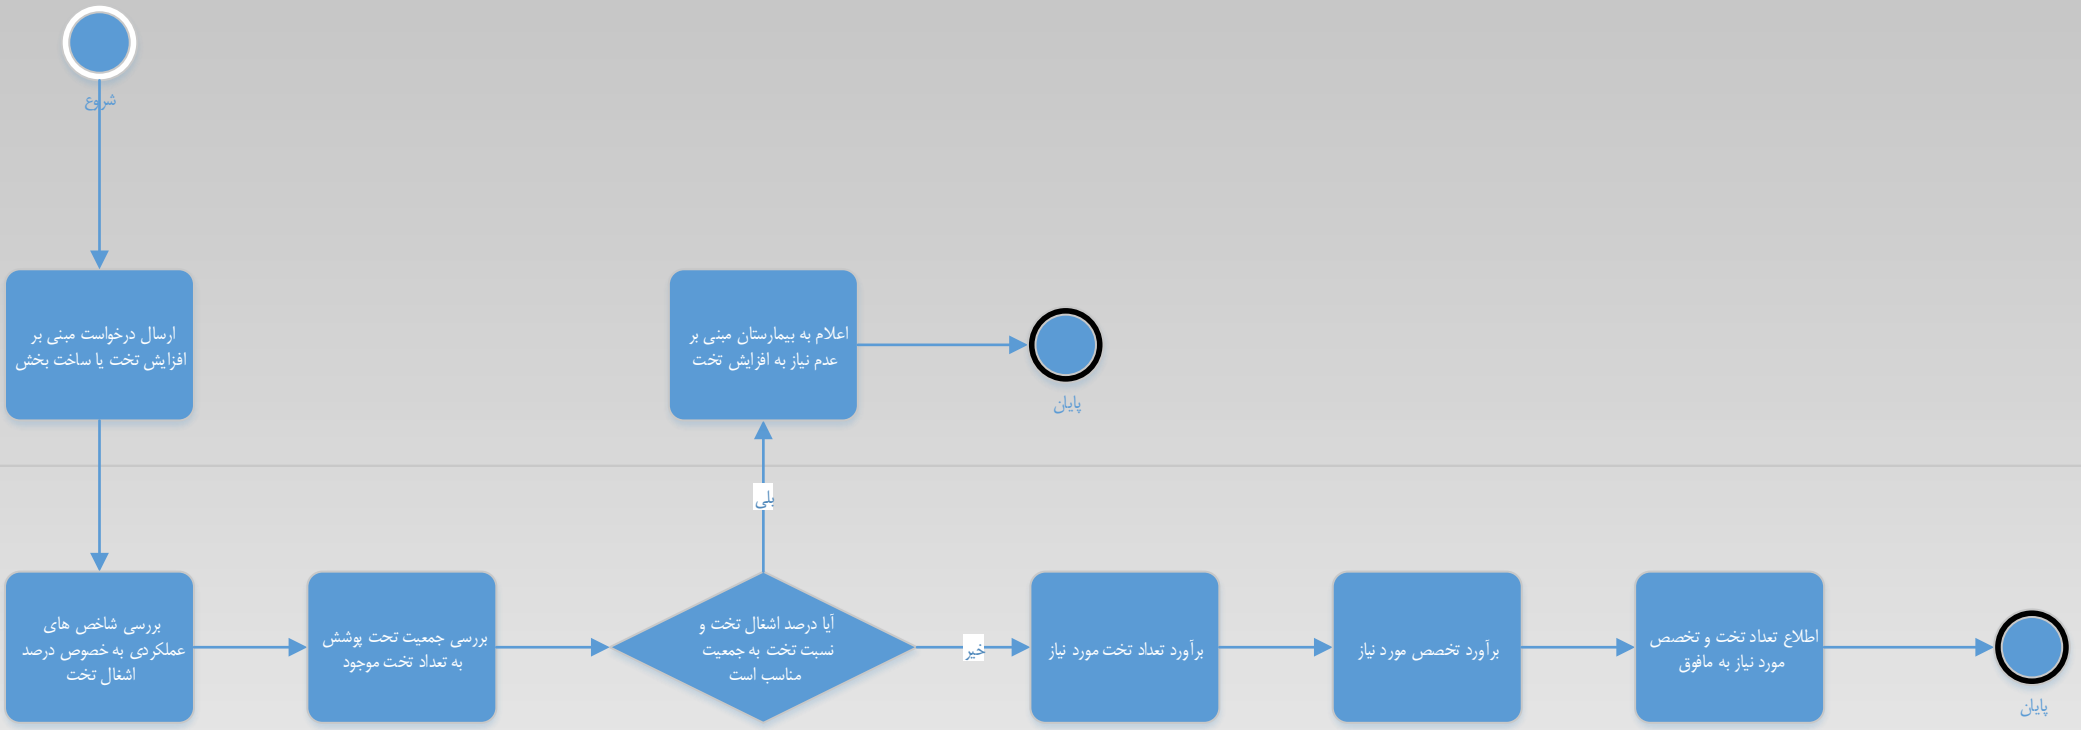 شروع
ارسال درخواست مبنی بر
افزایش تخت یا ساخت بخش
اعلام به بیمارستان مبنی بر
عدم نیاز به افزایش تخت
پایان
بلی
بررسی شاخص های
عملکردی به خصوص درصد
اشغال تخت
بررسی جمعیت تحت پوشش
به تعداد تخت موجود
آیا درصد اشغال تخت و
نسبت تخت به جمعیت
مناسب است
خیر
برآورد تعداد تخت مورد نیاز
برآورد تخصص مورد نیاز
اطلاع تعداد تخت و تخصص
مورد نیاز به مافوق
پایان